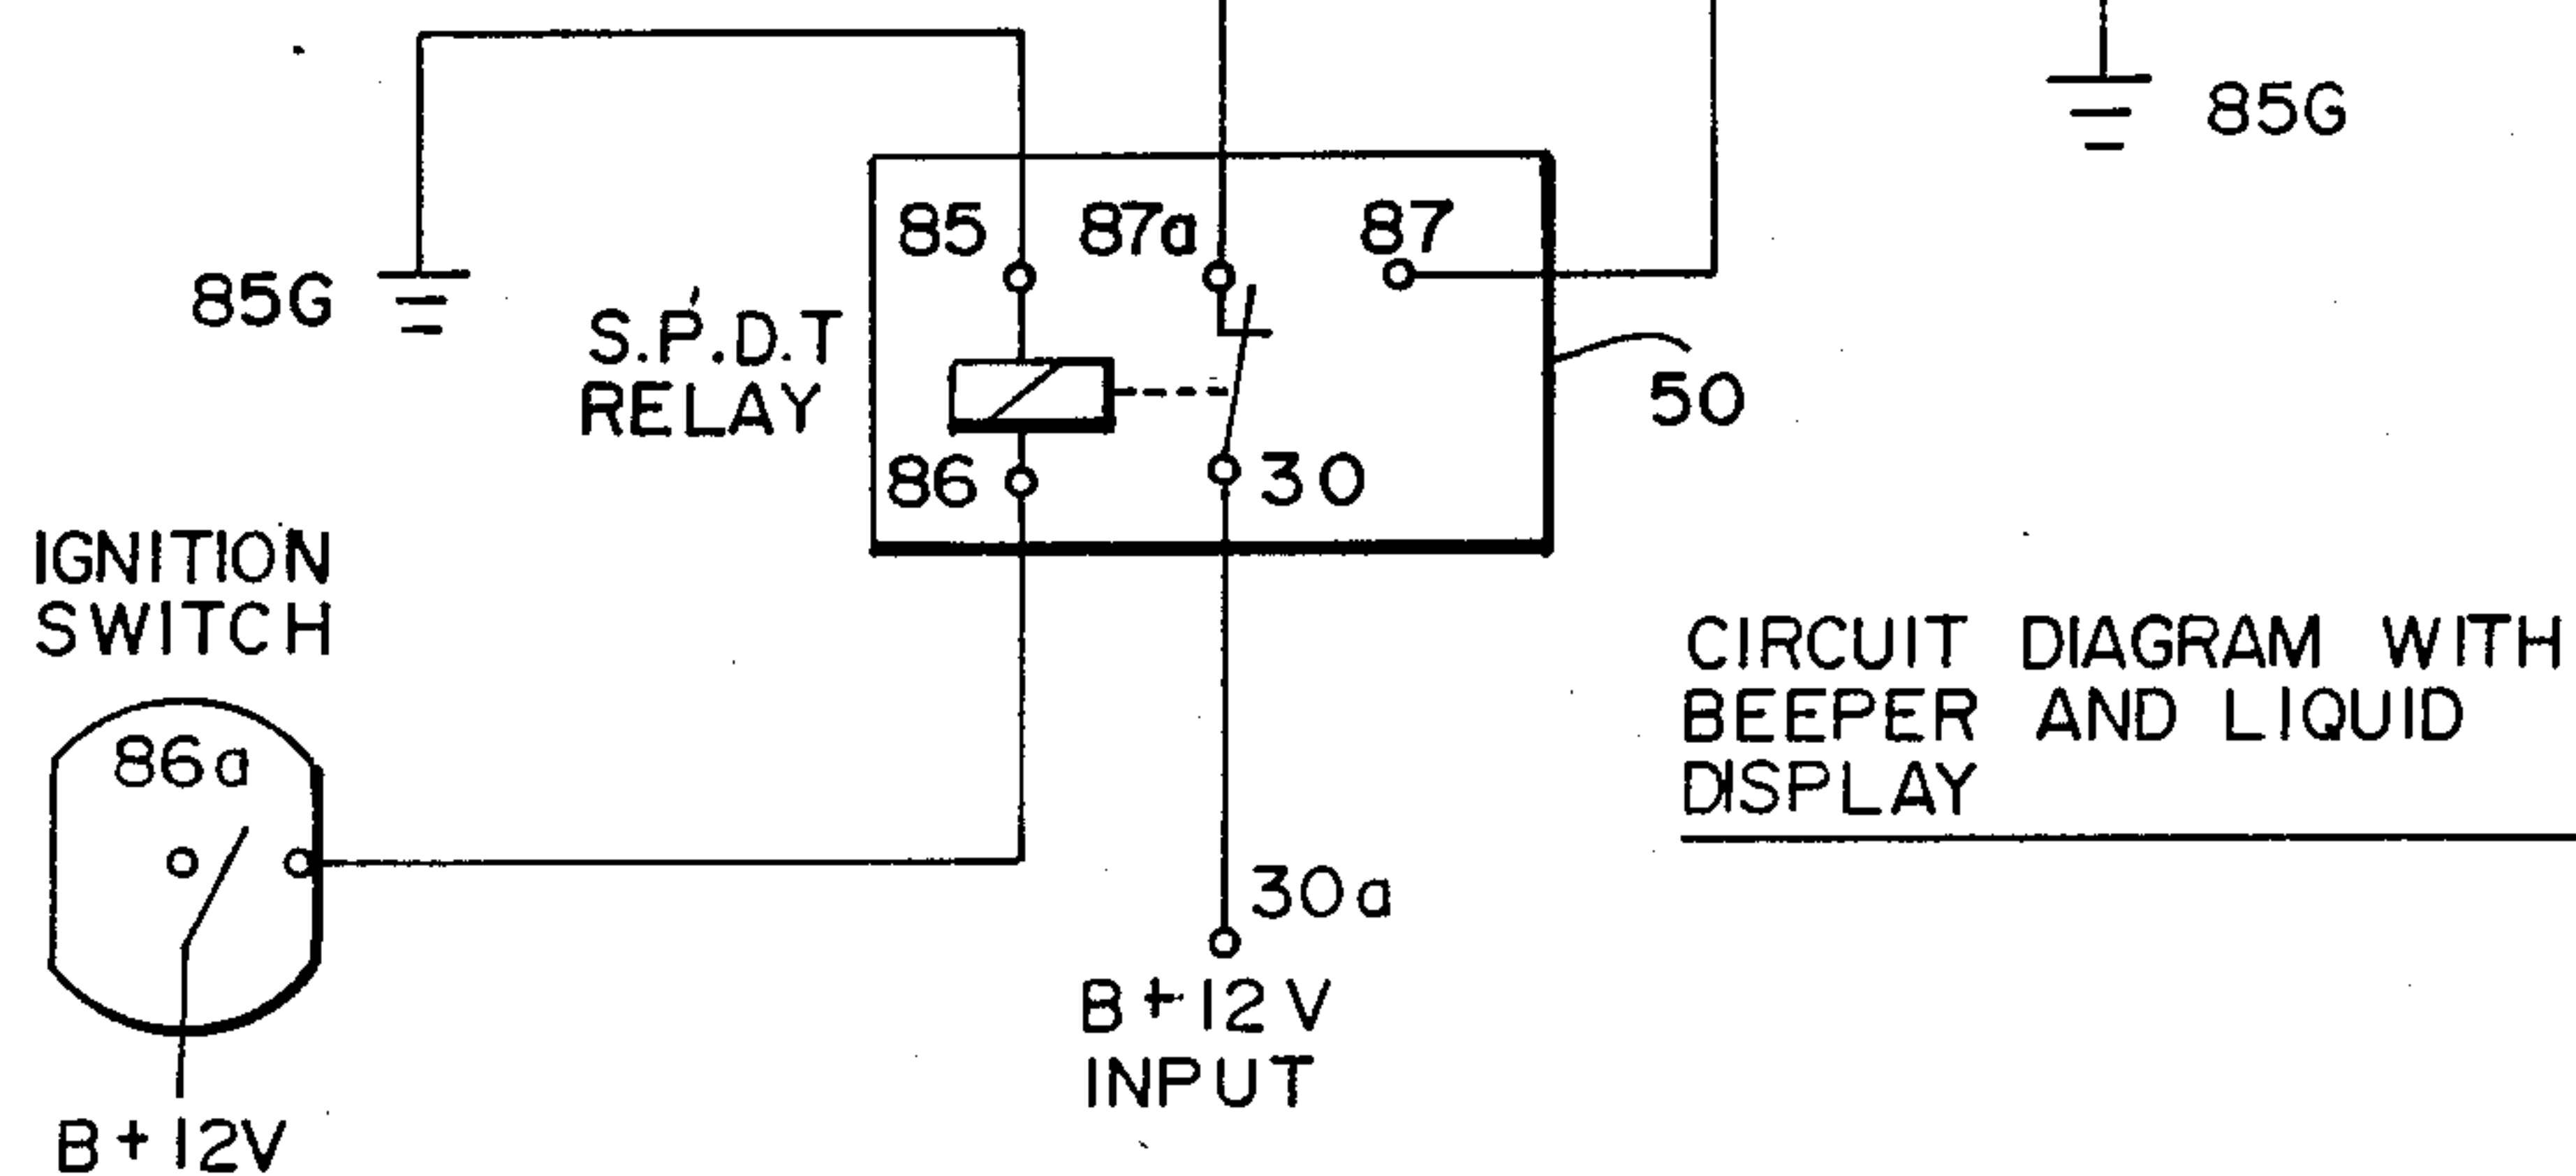 85G
85
87a
87
85G
S.P.D.T
RELAY
50
86
30
IGNITION
SWITCH
86a
CIRCUIT DIAGRAM WITH
BEEPER AND LIQUID
DISPLAY
30a
B+12V
INPUT
B+12V